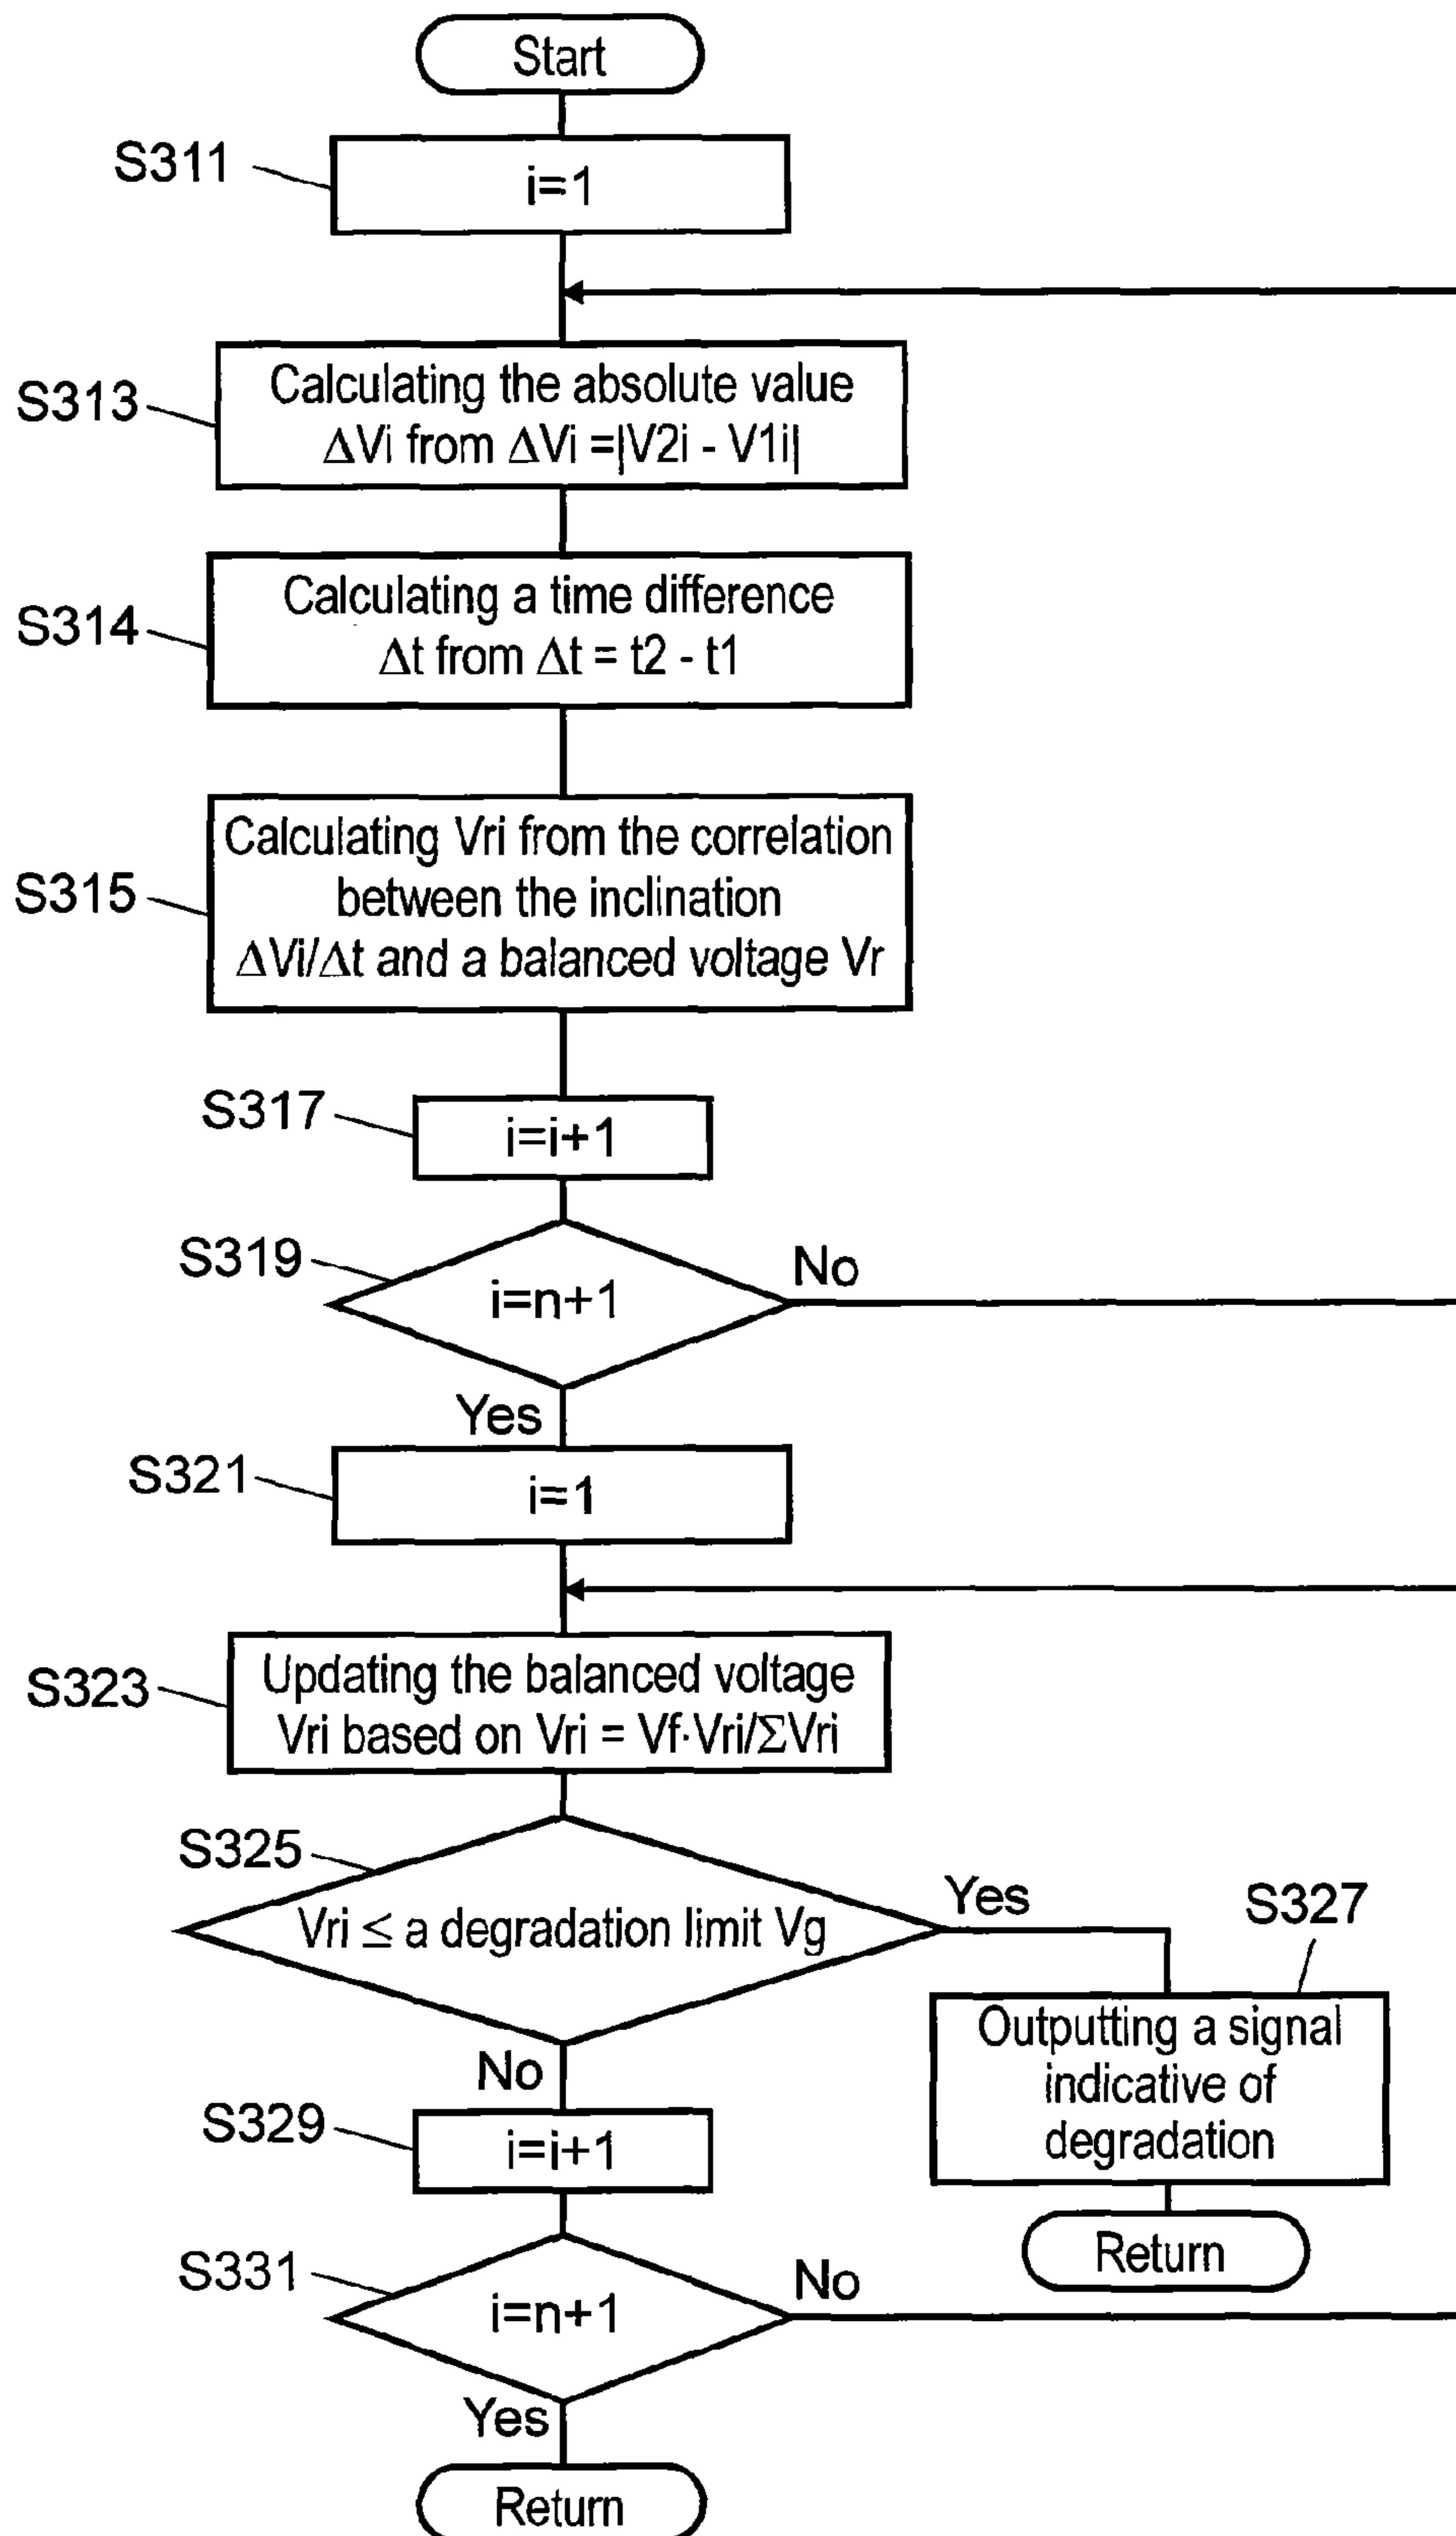 Start
S311
i=1
S313
Calculating the absolute value
ΔVi from ΔVi =|V2i - V1i|
S314
Calculating a time difference
Δt from Δt = t2 - t1
S315
Calculating Vri from the correlation
between the inclination
ΔVi/Δt and a balanced voltage Vr
S317
i=i+1
S319
i=n+1
No
Yes
S321
i=1
S323
Updating the balanced voltage
Vri based on Vri = Vf·Vri/ΣVri
S325
Vri ≤ a degradation limit Vg
Yes
S327
Outputting a signal
indicative of
degradation
Return
No
S329
i=i+1
S331
i=n+1
No
Yes
Return